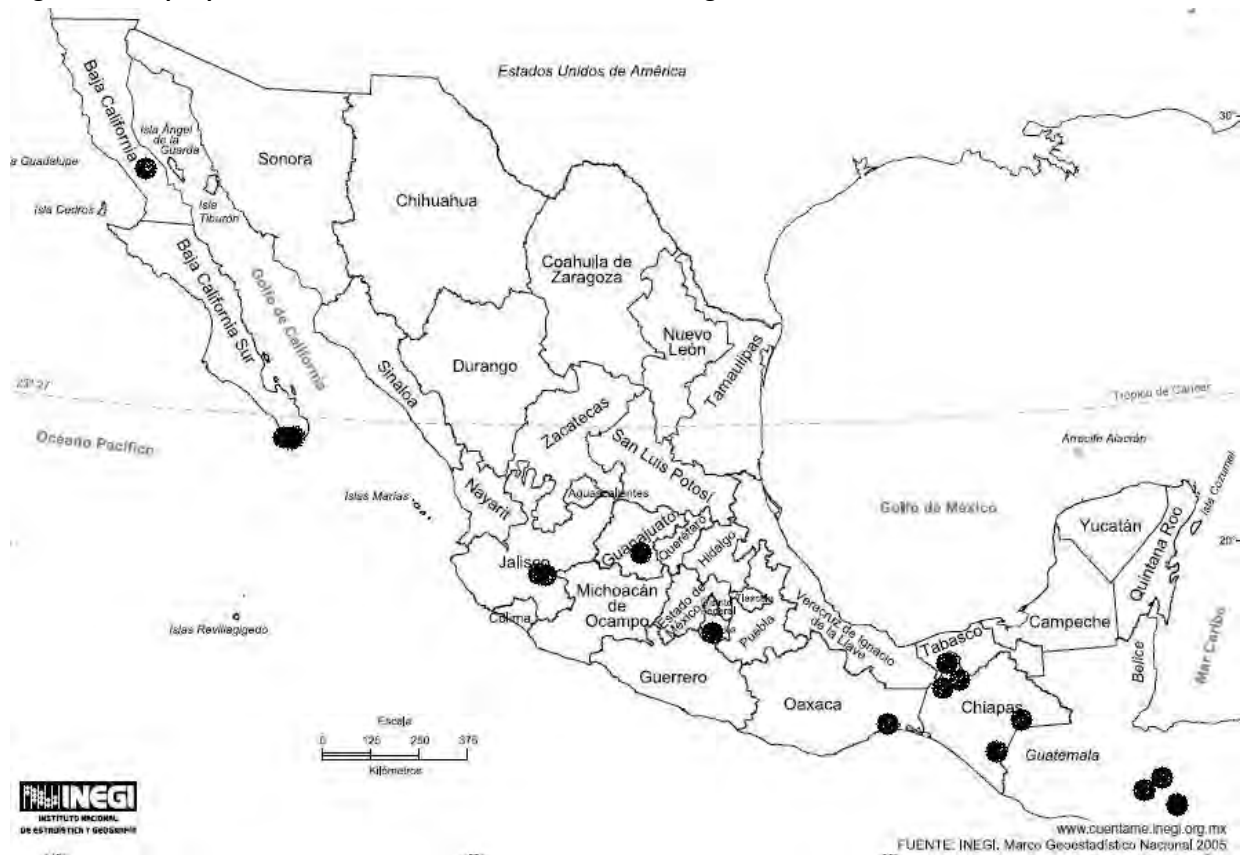 Estados Unidos de América
30°
Baja California
Isla Ángel
de la
Guarda
Sonora
a Guadalupe
Chihuahua
Isla Cedros
Isla
Tiburón
Coahuila de
Zaragoza
Baja California Sur
Golfo de California
Nuevo
León
Tamaulipas
Sinaloa
Durango
23° 27'
Trópico de Cáncer
Océano Pacífico
Zacatecas
San Luis Potosí
Arrecife Alacrán
Nayarit
Islas Marías
Aguascalientes
Golfo de México
Isla Cozumel
Yucatán
Quintana Roo
20°
Guanajuato
Querétaro
Hidalgo
Jalisco
Michoacán
de
Ocampo
Estado de
México
Tlaxcala
Veracruz de Ignacio
de la Llave
Puebla
Colima
Campeche
Islas Revillagigedo
Tabasco
Belice
Mar Caribe
Guerrero
Oaxaca
Chiapas
Escala
0 125 250 375
Kilómetros
Guatemala
INEGI
INSTITUTO NACIONAL
DE ESTADÍSTICA Y GEOGRAFÍA
www.cuentame.inegi.org.mx
FUENTE: INEGI. Marco Geoestadístico Nacional 2005